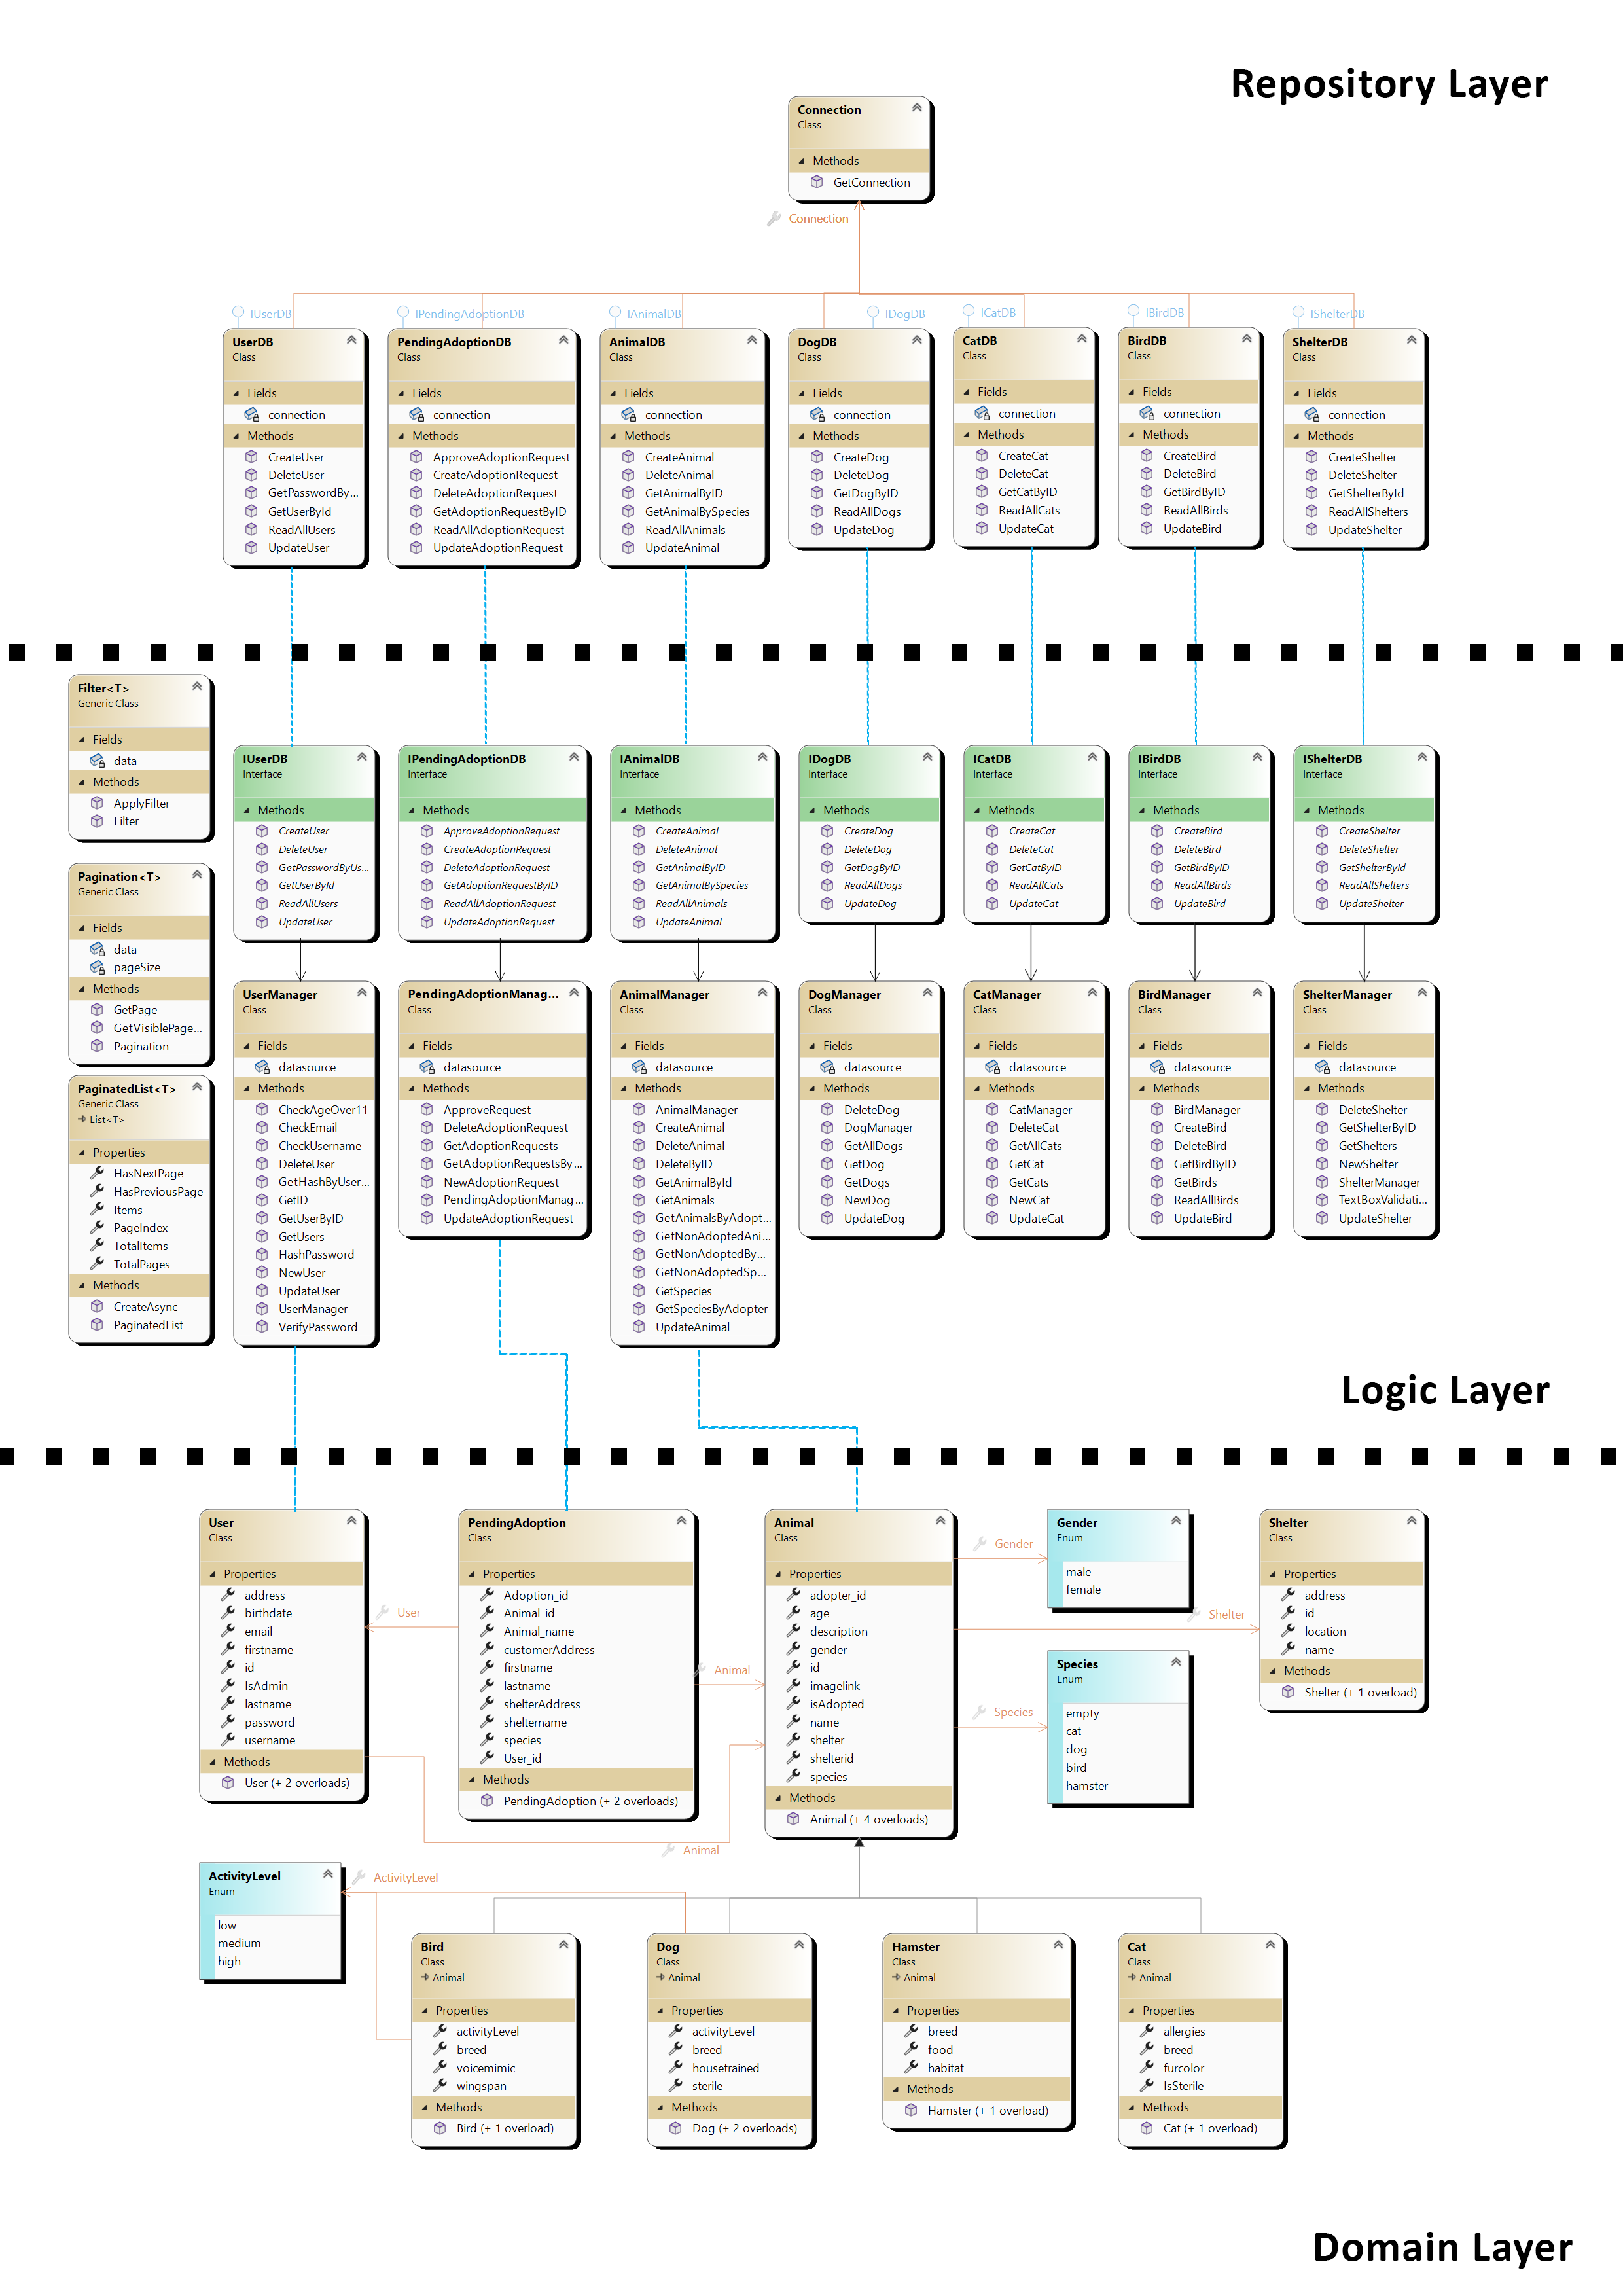 Repository Layer
Connection
Class
Methods
GetConnection
Connection
IUserDB
IPendingAdoptionDB
IAnimalDB
IDogDB
ICatDB
IBirdDB
IShelterDB
UserDB
Class
Fields
connection
Methods
CreateUser
DeleteUser
GetPasswordBy...
GetUserById
ReadAllUsers
UpdateUser
PendingAdoptionDB
Class
Fields
connection
Methods
ApproveAdoptionRequest
CreateAdoptionRequest
DeleteAdoptionRequest
GetAdoptionRequestByID
ReadAllAdoptionRequest
UpdateAdoptionRequest
AnimalDB
Class
Fields
connection
Methods
CreateAnimal
DeleteAnimal
GetAnimalByID
GetAnimalBySpecies
ReadAllAnimals
UpdateAnimal
DogDB
Class
Fields
connection
Methods
CreateDog
DeleteDog
GetDogByID
ReadAllDogs
UpdateDog
CatDB
Class
Fields
connection
Methods
CreateCat
DeleteCat
GetCatByID
ReadAllCats
UpdateCat
BirdDB
Class
Fields
connection
Methods
CreateBird
DeleteBird
GetBirdByID
ReadAllBirds
UpdateBird
ShelterDB
Class
Fields
connection
Methods
CreateShelter
DeleteShelter
GetShelterById
ReadAllShelters
UpdateShelter
Filter<T>
Generic Class
Fields
data
Methods
ApplyFilter
Filter
Pagination<T>
Generic Class
Fields
data
pageSize
Methods
GetPage
GetVisiblePage...
Pagination
PaginatedList<T>
Generic Class
List<T>
Properties
HasNextPage
HasPreviousPage
Items
PageIndex
TotalItems
TotalPages
Methods
CreateAsync
PaginatedList
IUserDB
Interface
Methods
CreateUser
DeleteUser
GetPasswordByUs...
GetUserById
ReadAllUsers
UpdateUser
IPendingAdoptionDB
Interface
Methods
ApproveAdoptionRequest
CreateAdoptionRequest
DeleteAdoptionRequest
GetAdoptionRequestByID
ReadAllAdoptionRequest
UpdateAdoptionRequest
IAnimalDB
Interface
Methods
CreateAnimal
DeleteAnimal
GetAnimalByID
GetAnimalBySpecies
ReadAllAnimals
UpdateAnimal
IDogDB
Interface
Methods
CreateDog
DeleteDog
GetDogByID
ReadAllDogs
UpdateDog
ICatDB
Interface
Methods
CreateCat
DeleteCat
GetCatByID
ReadAllCats
UpdateCat
IBirdDB
Interface
Methods
CreateBird
DeleteBird
GetBirdByID
ReadAllBirds
UpdateBird
IShelterDB
Interface
Methods
CreateShelter
DeleteShelter
GetShelterById
ReadAllShelters
UpdateShelter
UserManager
Class
Fields
datasource
Methods
CheckAgeOver11
CheckEmail
CheckUsername
DeleteUser
GetHashByUser...
GetID
GetUserByID
GetUsers
HashPassword
NewUser
UpdateUser
UserManager
VerifyPassword
PendingAdoptionManag...
Class
Fields
datasource
Methods
ApproveRequest
DeleteAdoptionRequest
GetAdoptionRequests
GetAdoptionRequestsBy...
NewAdoptionRequest
PendingAdoptionManag...
UpdateAdoptionRequest
AnimalManager
Class
Fields
datasource
Methods
AnimalManager
CreateAnimal
DeleteAnimal
DeleteByID
GetAnimalById
GetAnimals
GetAnimalsByAdopt...
GetNonAdoptedAni...
GetNonAdoptedBy...
GetNonAdoptedSp...
GetSpecies
GetSpeciesByAdopter
UpdateAnimal
DogManager
Class
Fields
datasource
Methods
DeleteDog
DogManager
GetAllDogs
GetDog
GetDogs
NewDog
UpdateDog
CatManager
Class
Fields
datasource
Methods
CatManager
DeleteCat
GetAllCats
GetCat
GetCats
NewCat
UpdateCat
BirdManager
Class
Fields
datasource
Methods
BirdManager
CreateBird
DeleteBird
GetBirdByID
GetBirds
ReadAllBirds
UpdateBird
ShelterManager
Class
Fields
datasource
Methods
DeleteShelter
GetShelterByID
GetShelters
NewShelter
ShelterManager
TextBoxValidati...
UpdateShelter
Logic Layer
User
Class
Properties
address
birthdate
email
firstname
id
IsAdmin
lastname
password
username
Methods
User (+ 2 overloads)
User
PendingAdoption
Class
Properties
Adoption_id
Animal_id
Animal_name
customerAddress
firstname
lastname
shelterAddress
sheltername
species
User_id
Methods
PendingAdoption (+ 2 overloads)
Animal
Animal
Animal
Class
Properties
adopter_id
age
description
gender
id
imagelink
isAdopted
name
shelter
shelterid
species
Methods
Animal (+ 4 overloads)
Gender
Shelter
Species
Gender
Enum
male
female
Species
Enum
empty
cat
dog
bird
hamster
Shelter
Class
Properties
address
id
location
name
Methods
Shelter (+ 1 overload)
ActivityLevel
Enum
low
medium
high
ActivityLevel
Bird
Class
Animal
Properties
activityLevel
breed
voicemimic
wingspan
Methods
Bird (+ 1 overload)
Dog
Class
Animal
Properties
activityLevel
breed
housetrained
sterile
Methods
Dog (+ 2 overloads)
Hamster
Class
Animal
Properties
breed
food
habitat
Methods
Hamster (+ 1 overload)
Cat
Class
Animal
Properties
allergies
breed
furcolor
IsSterile
Methods
Cat (+ 1 overload)
Domain Layer